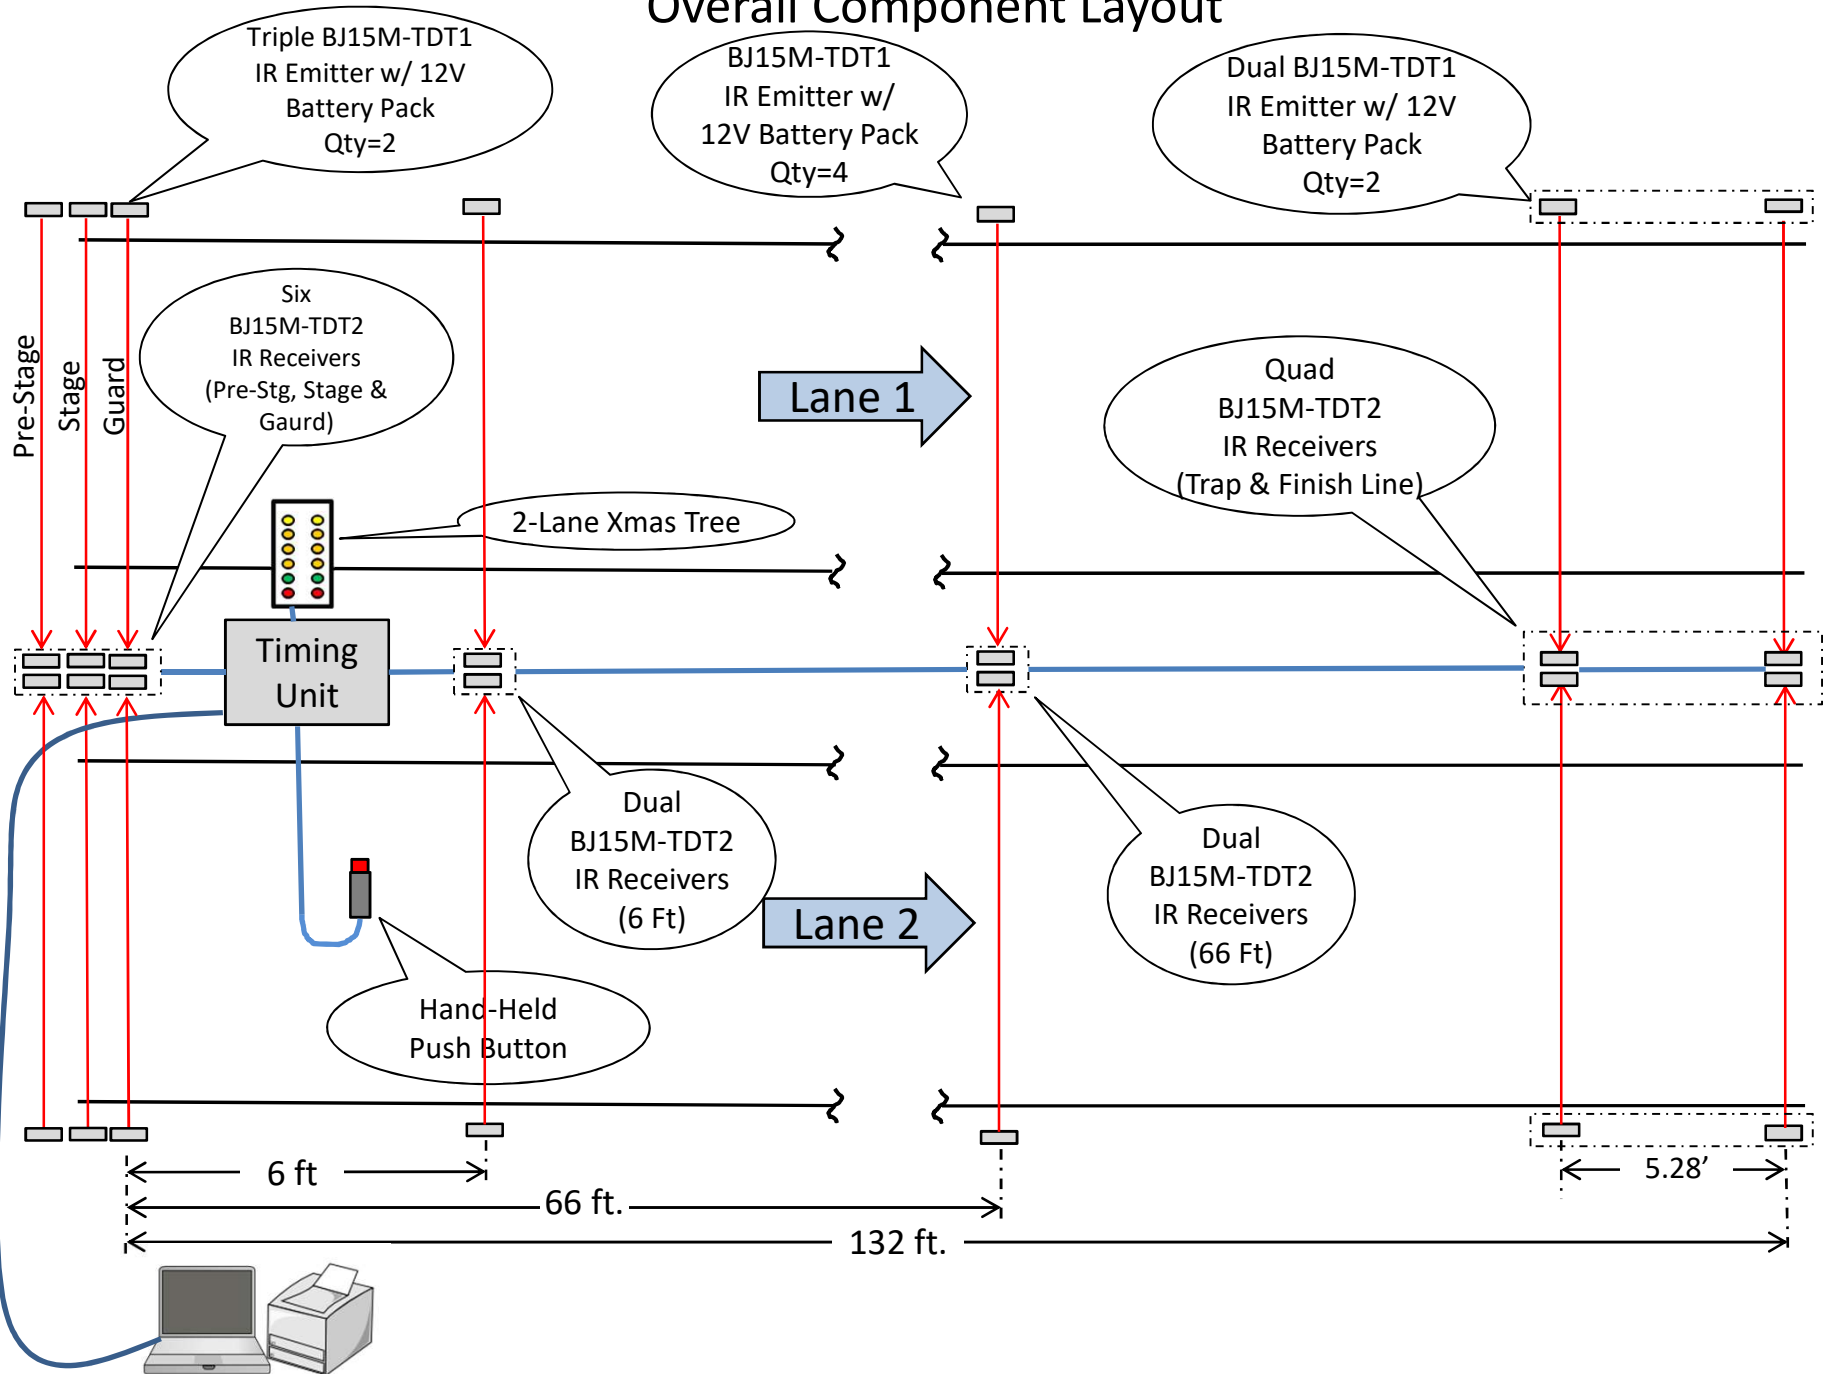 Overall Component Layout
Triple BJ15M-TDT1
IR Emitter w/ 12V
Battery Pack
Qty=2
BJ15M-TDT1
IR Emitter w/
12V Battery Pack
Qty=4
Dual BJ15M-TDT1
IR Emitter w/ 12V
Battery Pack
Qty=2
Pre-Stage
Stage
Guard
Six
BJ15M-TDT2
IR Receivers
(Pre-Stg, Stage &
Gaurd)
Lane 1
Quad
BJ15M-TDT2
IR Receivers
(Trap & Finish Line)
2-Lane Xmas Tree
Timing
Unit
Dual
BJ15M-TDT2
IR Receivers
(6 Ft)
Lane 2
Dual
BJ15M-TDT2
IR Receivers
(66 Ft)
Hand-Held
Push Button
6 ft
5.28’
66 ft.
132 ft.